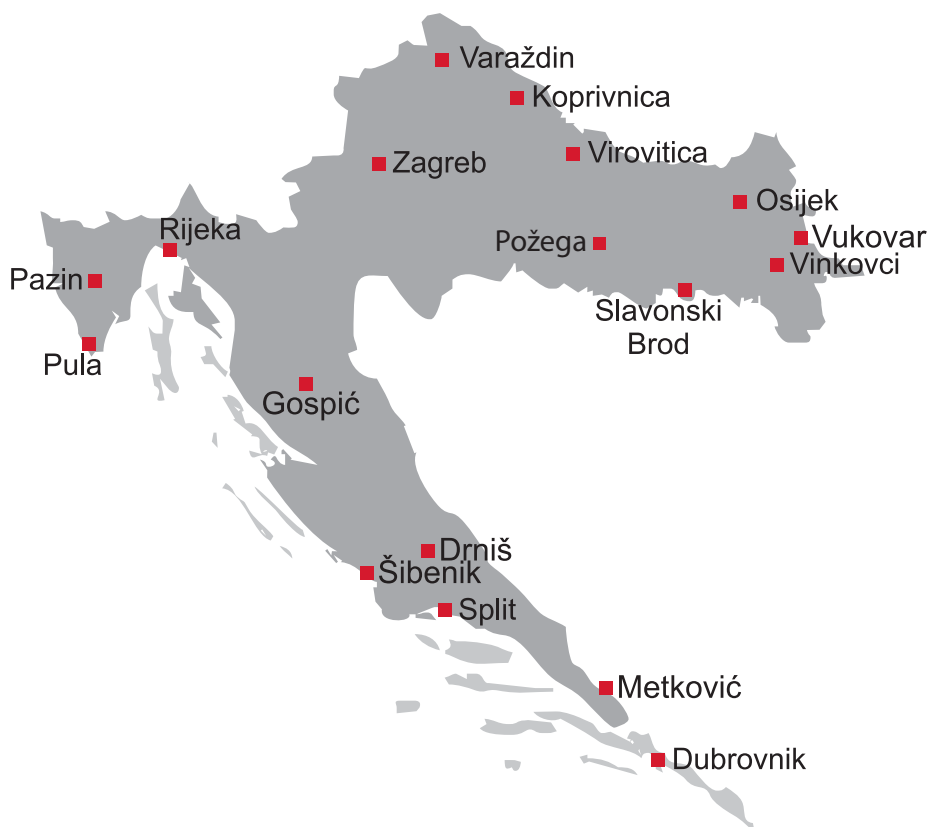 Varaždin
Koprivnica
Virovitica
Zagreb
Osijek
Rijeka
Požega
Vukovar
Vinkovci
Pazin
Slavonski
Brod
Pula
Gospić
Drniš
Šibenik
Split
Metković
Dubrovnik